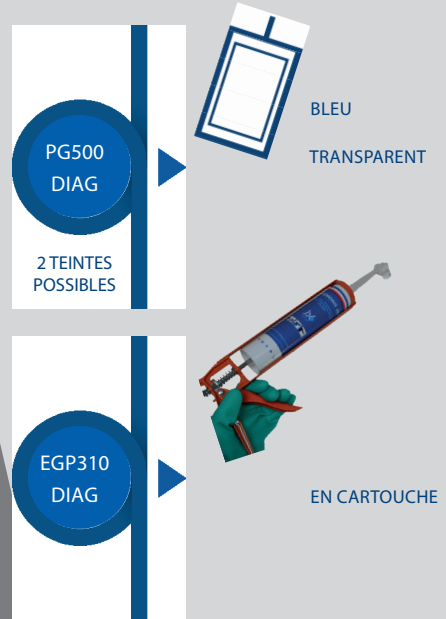 PG500
DIAG
2 TEINTES
POSSIBLES
BLEU
TRANSPARENT
EGP310
DIAG
EN CARTOUCHE